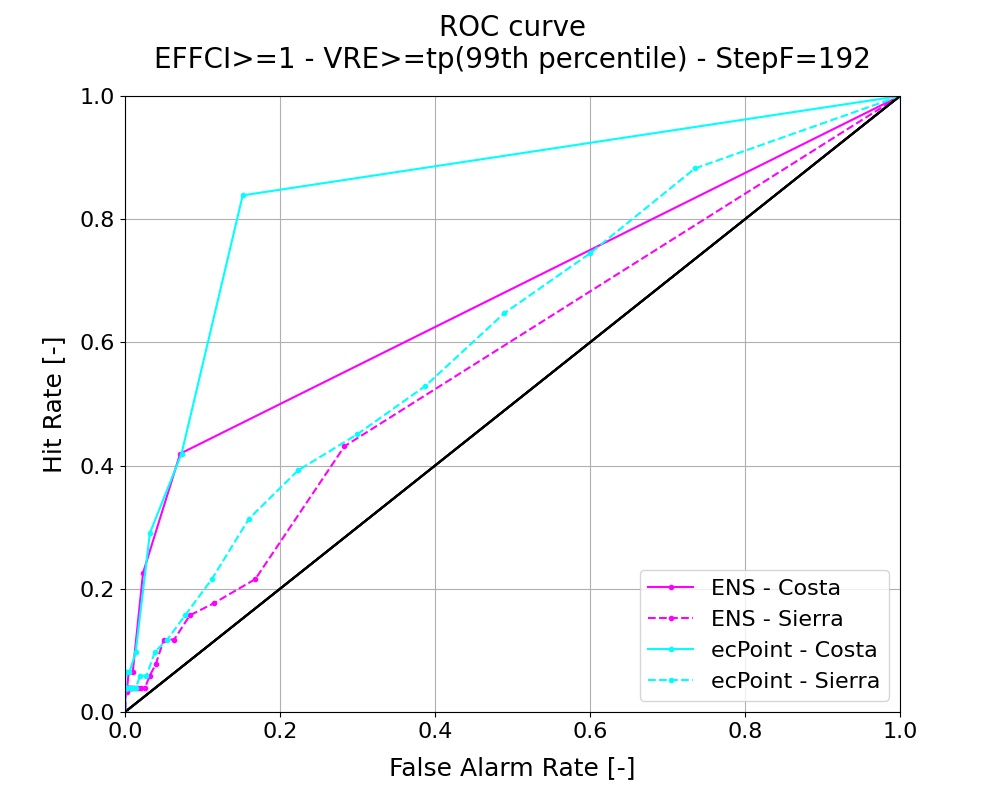 ROC curve
EFFCI>=1 - VRE>=tp(99th percentile) - StepF=192
1.0
0.8
0.6
0.4
0.2
0.0
Hit Rate [-]
0.0 0.2 0.4 0.6 0.8 1.0
False Alarm Rate [-]
ENS - Costa
ENS - Sierra
ecPoint - Costa
ecPoint - Sierra